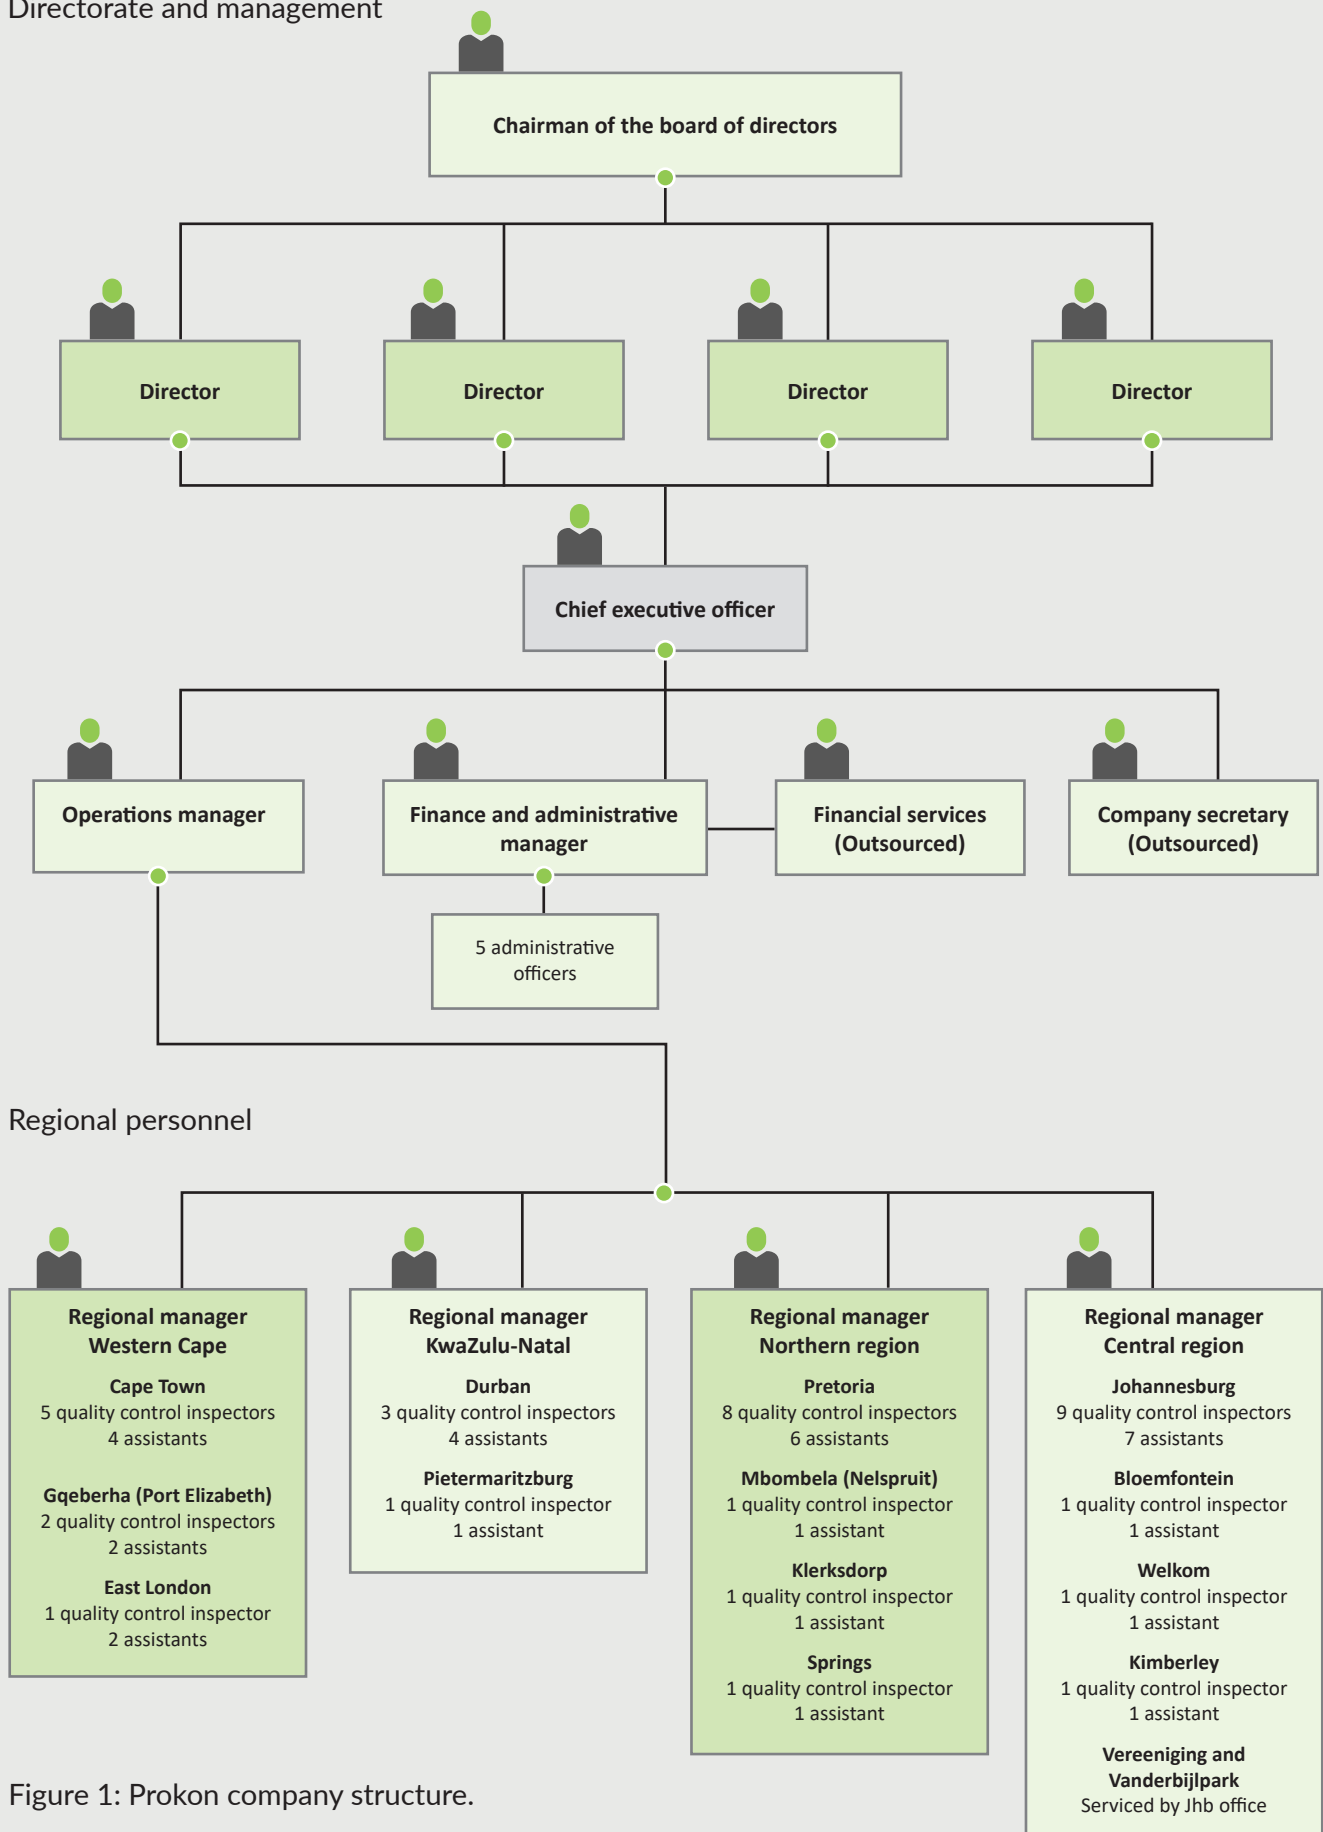 Directorate and management
Chairman of the board of directors
Director
Director
Director
Director
Chief executive officer
Operations manager
Finance and administrative
manager
Financial services
(Outsourced)
Company secretary
(Outsourced)
5 administrative
officers
Regional personnel
Regional manager
Western Cape
Cape Town
5 quality control inspectors
4 assistants
Gqeberha (Port Elizabeth)
2 quality control inspectors
2 assistants
East London
1 quality control inspector
2 assistants
Regional manager
KwaZulu-Natal
Durban
3 quality control inspectors
4 assistants
Pietermaritzburg
1 quality control inspector
1 assistant
Regional manager
Northern region
Pretoria
8 quality control inspectors
6 assistants
Mbombela (Nelspruit)
1 quality control inspector
1 assistant
Klerksdorp
1 quality control inspector
1 assistant
Springs
1 quality control inspector
1 assistant
Regional manager
Central region
Johannesburg
9 quality control inspectors
7 assistants
Bloemfontein
1 quality control inspector
1 assistant
Welkom
1 quality control inspector
1 assistant
Kimberley
1 quality control inspector
1 assistant
Vereeniging and
Vanderbijlpark
Serviced by Jhb office
Figure 1: Prokon company structure.